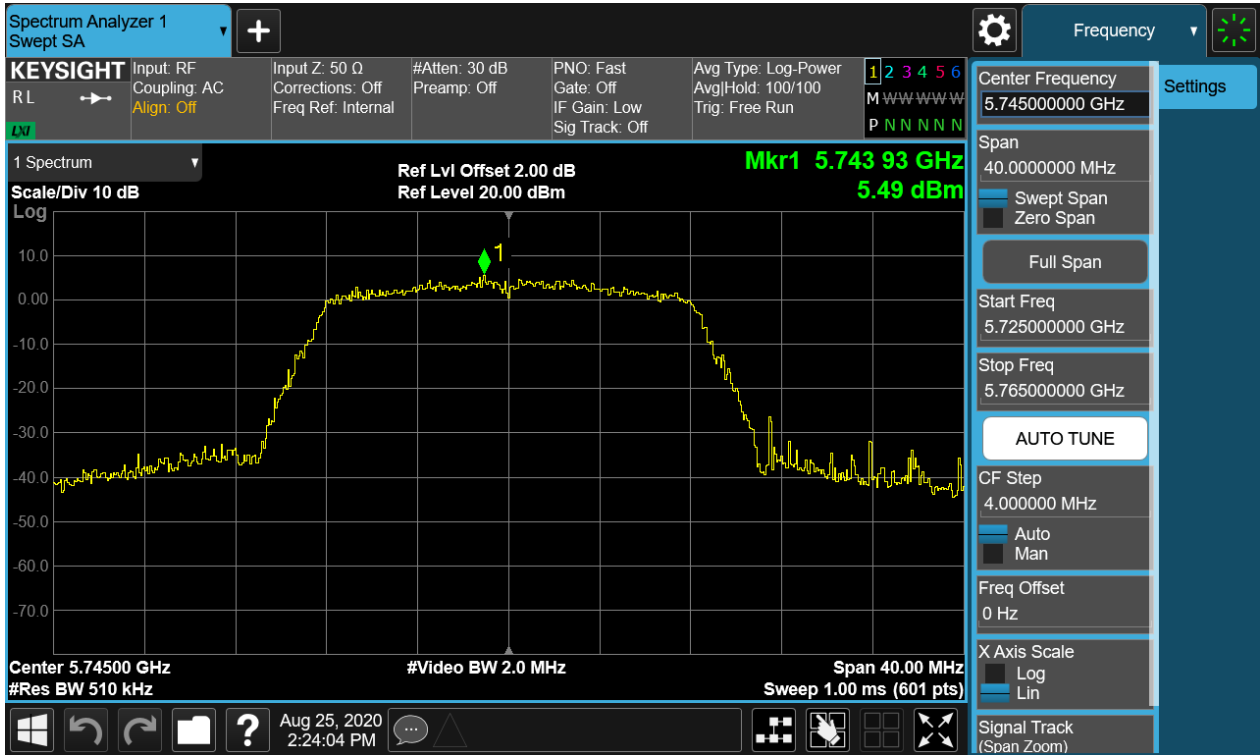 Spectrum Analyzer 1
Swept SA
Frequency
KEYSIGHT
R L
LXI
Input: RF
Coupling: AC
Align: Off
Input Z: 50 Ω
Corrections: Off
Freq Ref: Internal
#Atten: 30 dB
Preamp: Off
PNO: Fast
Gate: Off
IF Gain: Low
Sig Track: Off
Avg Type: Log-Power
Avg|Hold: 100/100
Trig: Free Run
1 2 3 4 5 6
M W W W W W
P N N N N N
1 Spectrum
Scale/Div 10 dB
Ref Lvl Offset 2.00 dB
Ref Level 20.00 dBm
Mkr1 5.743 93 GHz
5.49 dBm
Log
10.0
0.00
-10.0
-20.0
-30.0
-40.0
-50.0
-60.0
-70.0
1
Center 5.74500 GHz
#Res BW 510 kHz
#Video BW 2.0 MHz
Span 40.00 MHz
Sweep 1.00 ms (601 pts)
Center Frequency
5.745000000 GHz
Span
40.0000000 MHz
Swept Span
Zero Span
Full Span
Start Freq
5.725000000 GHz
Stop Freq
5.765000000 GHz
AUTO TUNE
CF Step
4.000000 MHz
Auto
Man
Freq Offset
0 Hz
X Axis Scale
Log
Lin
Signal Track
(Span Zoom)
Settings
?
Aug 25, 2020
2:24:04 PM